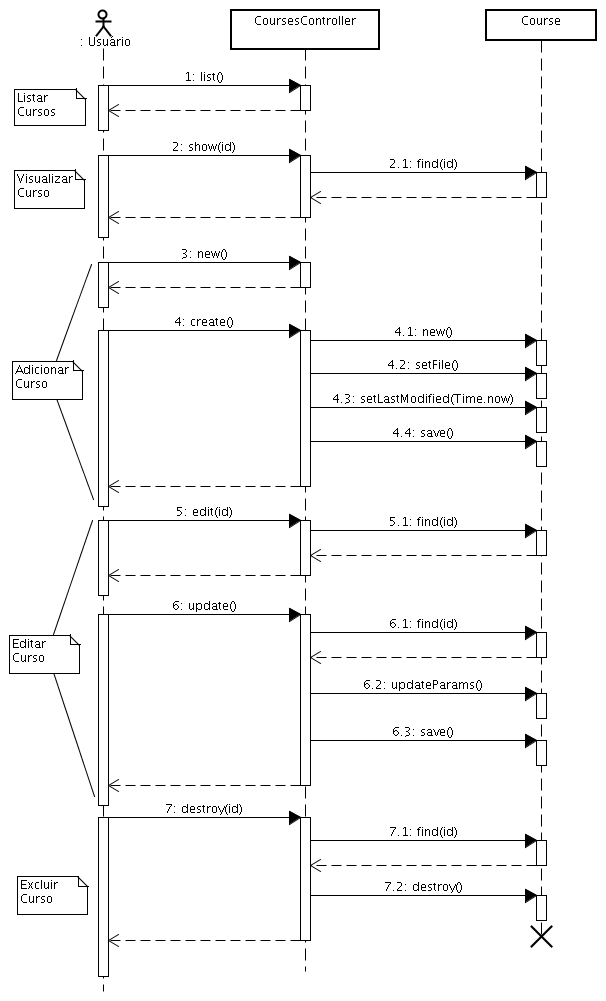 : Usuário
CoursesController
Course
1: list()
Listar
Cursos
2: show(id)
2.1: find(id)
Visualizar
Curso
3: new()
4: create()
4.1: new()
4.2: setFile()
Adicionar
Curso
4.3: setLastModified(Time.now)
4.4: save()
5: edit(id)
5.1: find(id)
6: update()
6.1: find(id)
Editar
Curso
6.2: updateParams()
6.3: save()
7: destroy(id)
7.1: find(id)
Excluir
Curso
7.2: destroy()